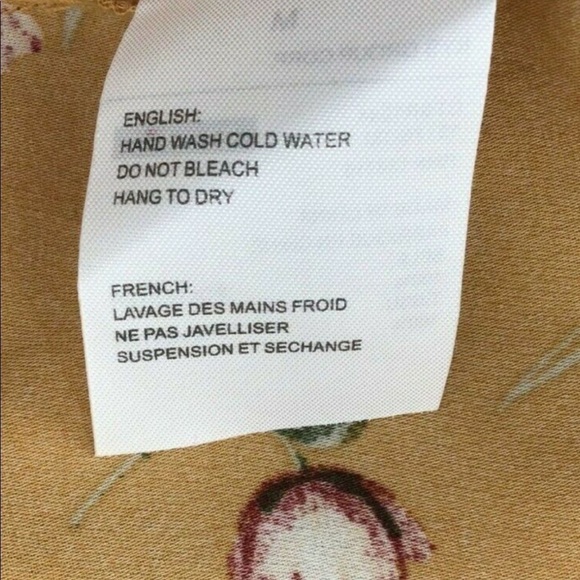 ENGLISH:
HAND WASH COLD WATER
DO NOT BLEACH
HANG TO DRY
FRENCH:
LAVAGE DES MAINS FROID
NE PAS JAVELLISER
SUSPENSION ET SECHANGE